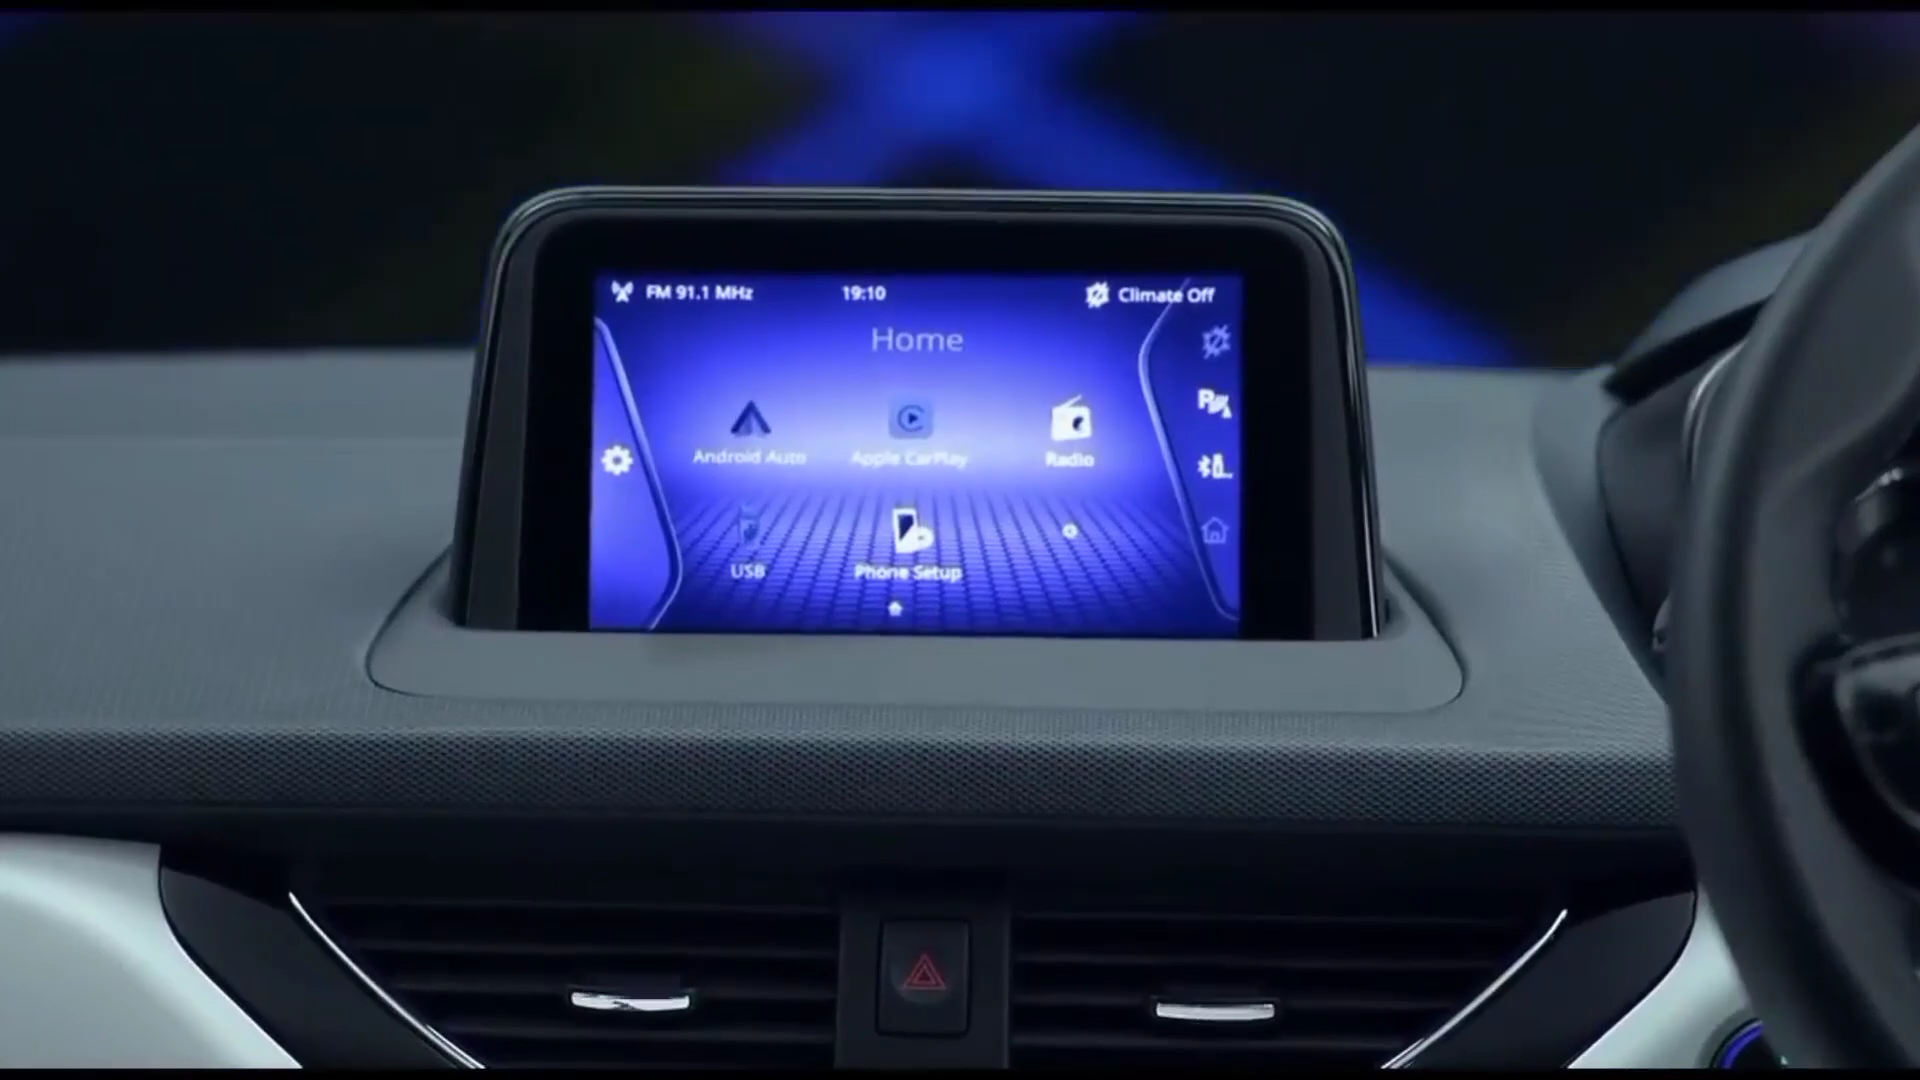 FM 91.1 MHz 19:10 Climate Off
Home
Android Auto Apple CarPlay Radio
USB Phone Setup